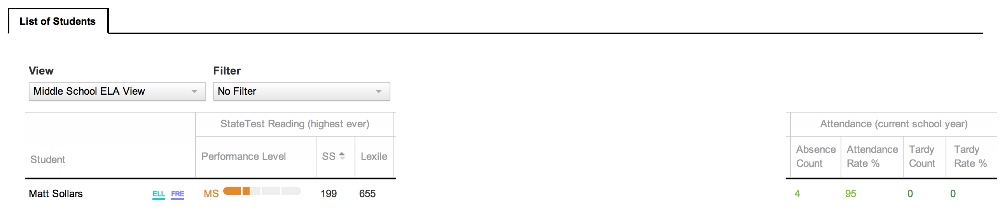 List of Students
View Filter
Middle School ELA View No Filter
StateTest Reading (highest ever) Attendance (current school year)
Student Performance Level SS Lexile Absence Count Attendance Rate % Tardy Count Tardy Rate %
Matt Sollars ELL FRE MS 199 655 4 95 0 0